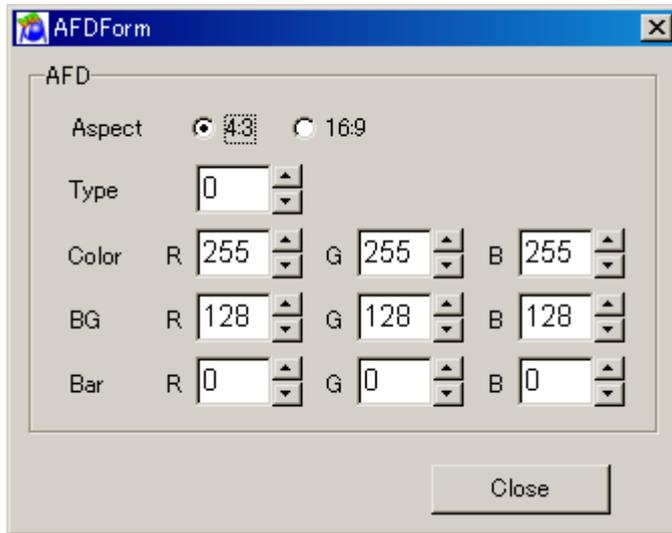 AFDForm
AFD
Aspect 4:3 16:9
Type 0
Color R 255 G 255 B 255
BG R 128 G 128 B 128
Bar R 0 G 0 B 0
Close